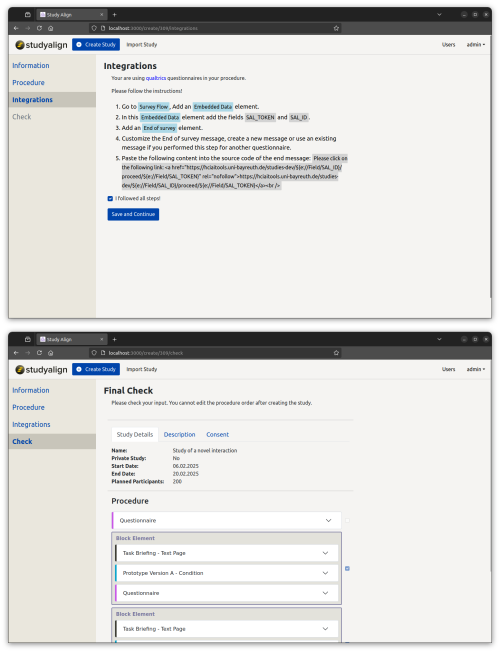 Study Align
localhost:3000/create/369/integrations
studyalign
Create Study
Import Study
Users
admin
Information
Procedure
Integrations
Check
Integrations
Your are using qualtrics questionnaires in your procedure.
Please follow the instructions!
1. Go to Survey Flow, Add an Embedded Data element.
2. In this Embedded Data element add the fields SAL_TOKEN and SAL_ID.
3. Add an End of survey element.
4. Customize the End of survey message, create a new message or use an existing
message if you performed this step for another questionnaire.
5. Paste the following content into the source code of the end message: Please click on
the following link: <a href="https://hciaitools.uni-bayreuth.de/studies-dev/${e://Field/SAL_ID}/
proceed/${e://Field/SAL_TOKEN}" rel="nofollow">https://hciaitools.uni-bayreuth.de/studies-
dev/${e://Field/SAL_ID}/proceed/${e://Field/SAL_TOKEN}</a><br />
I followed all steps!
Save and Continue
Study Align
localhost:3000/create/369/check
studyalign
Create Study
Import Study
Users
admin
Information
Procedure
Integrations
Check
Final Check
Please check your input. You cannot edit the procedure order after creating the study.
Study Details
Description
Consent
Name: Study of a novel interaction
Private Study: No
Start Date: 06.02.2025
End Date: 20.02.2025
Planned Participants: 200
Procedure
Questionnaire
Block Element
Task Briefing - Text Page
Prototype Version A - Condition
Questionnaire
Block Element
Task Briefing - Text Page